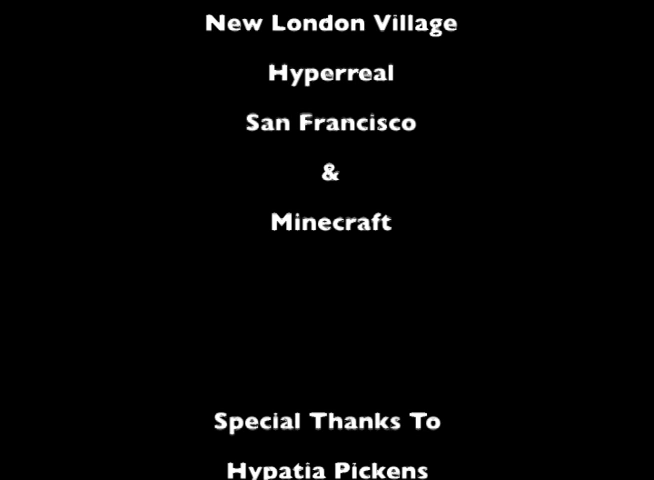 New London Village
Hyperreal
San Francisco
&
Minecraft
Special Thanks To
Hypatia Pickens